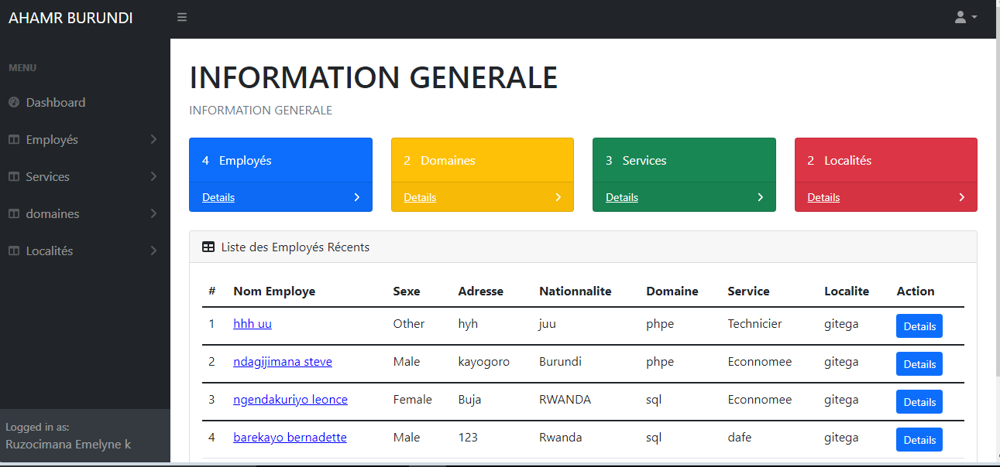 AHAMR BURUNDI
MENU
Dashboard
Employés
Services
domaines
Localités
Logged in as:
Ruzocimana Emelyne k
INFORMATION GENERALE
INFORMATION GENERALE
4 Employés
Details
2 Domaines
Details
3 Services
Details
2 Localités
Details
Liste des Employés Récents
# Nom Employe Sexe Adresse Nationnalite Domaine Service Localite Action
1 hhh uu Other hyh juu phpe Technicier gitega Details
2 ndagijimana steve Male kayogoro Burundi phpe Econnomee gitega Details
3 ngendakuriyo leonce Female Buja RWANDA sql Econnomee gitega Details
4 barekayo bernadette Male 123 Rwanda sql dafe gitega Details